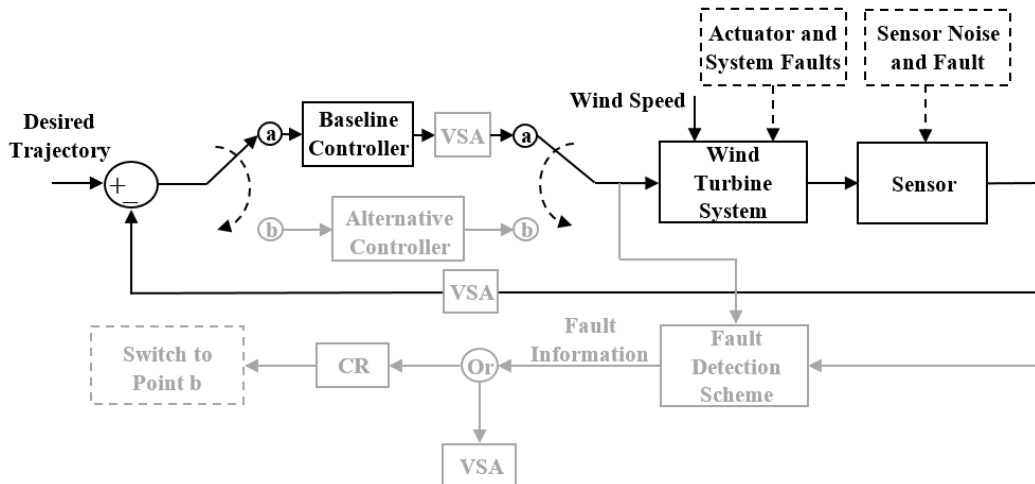 Actuator and
System Faults
Sensor Noise
and Fault
Wind Speed
Desired
Trajectory
+
−
a
Baseline
Controller
VSA
a
Wind
Turbine
System
Sensor
b
Alternative
Controller
b
VSA
Switch to
Point b
CR
Or
Fault
Information
Fault
Detection
Scheme
VSA